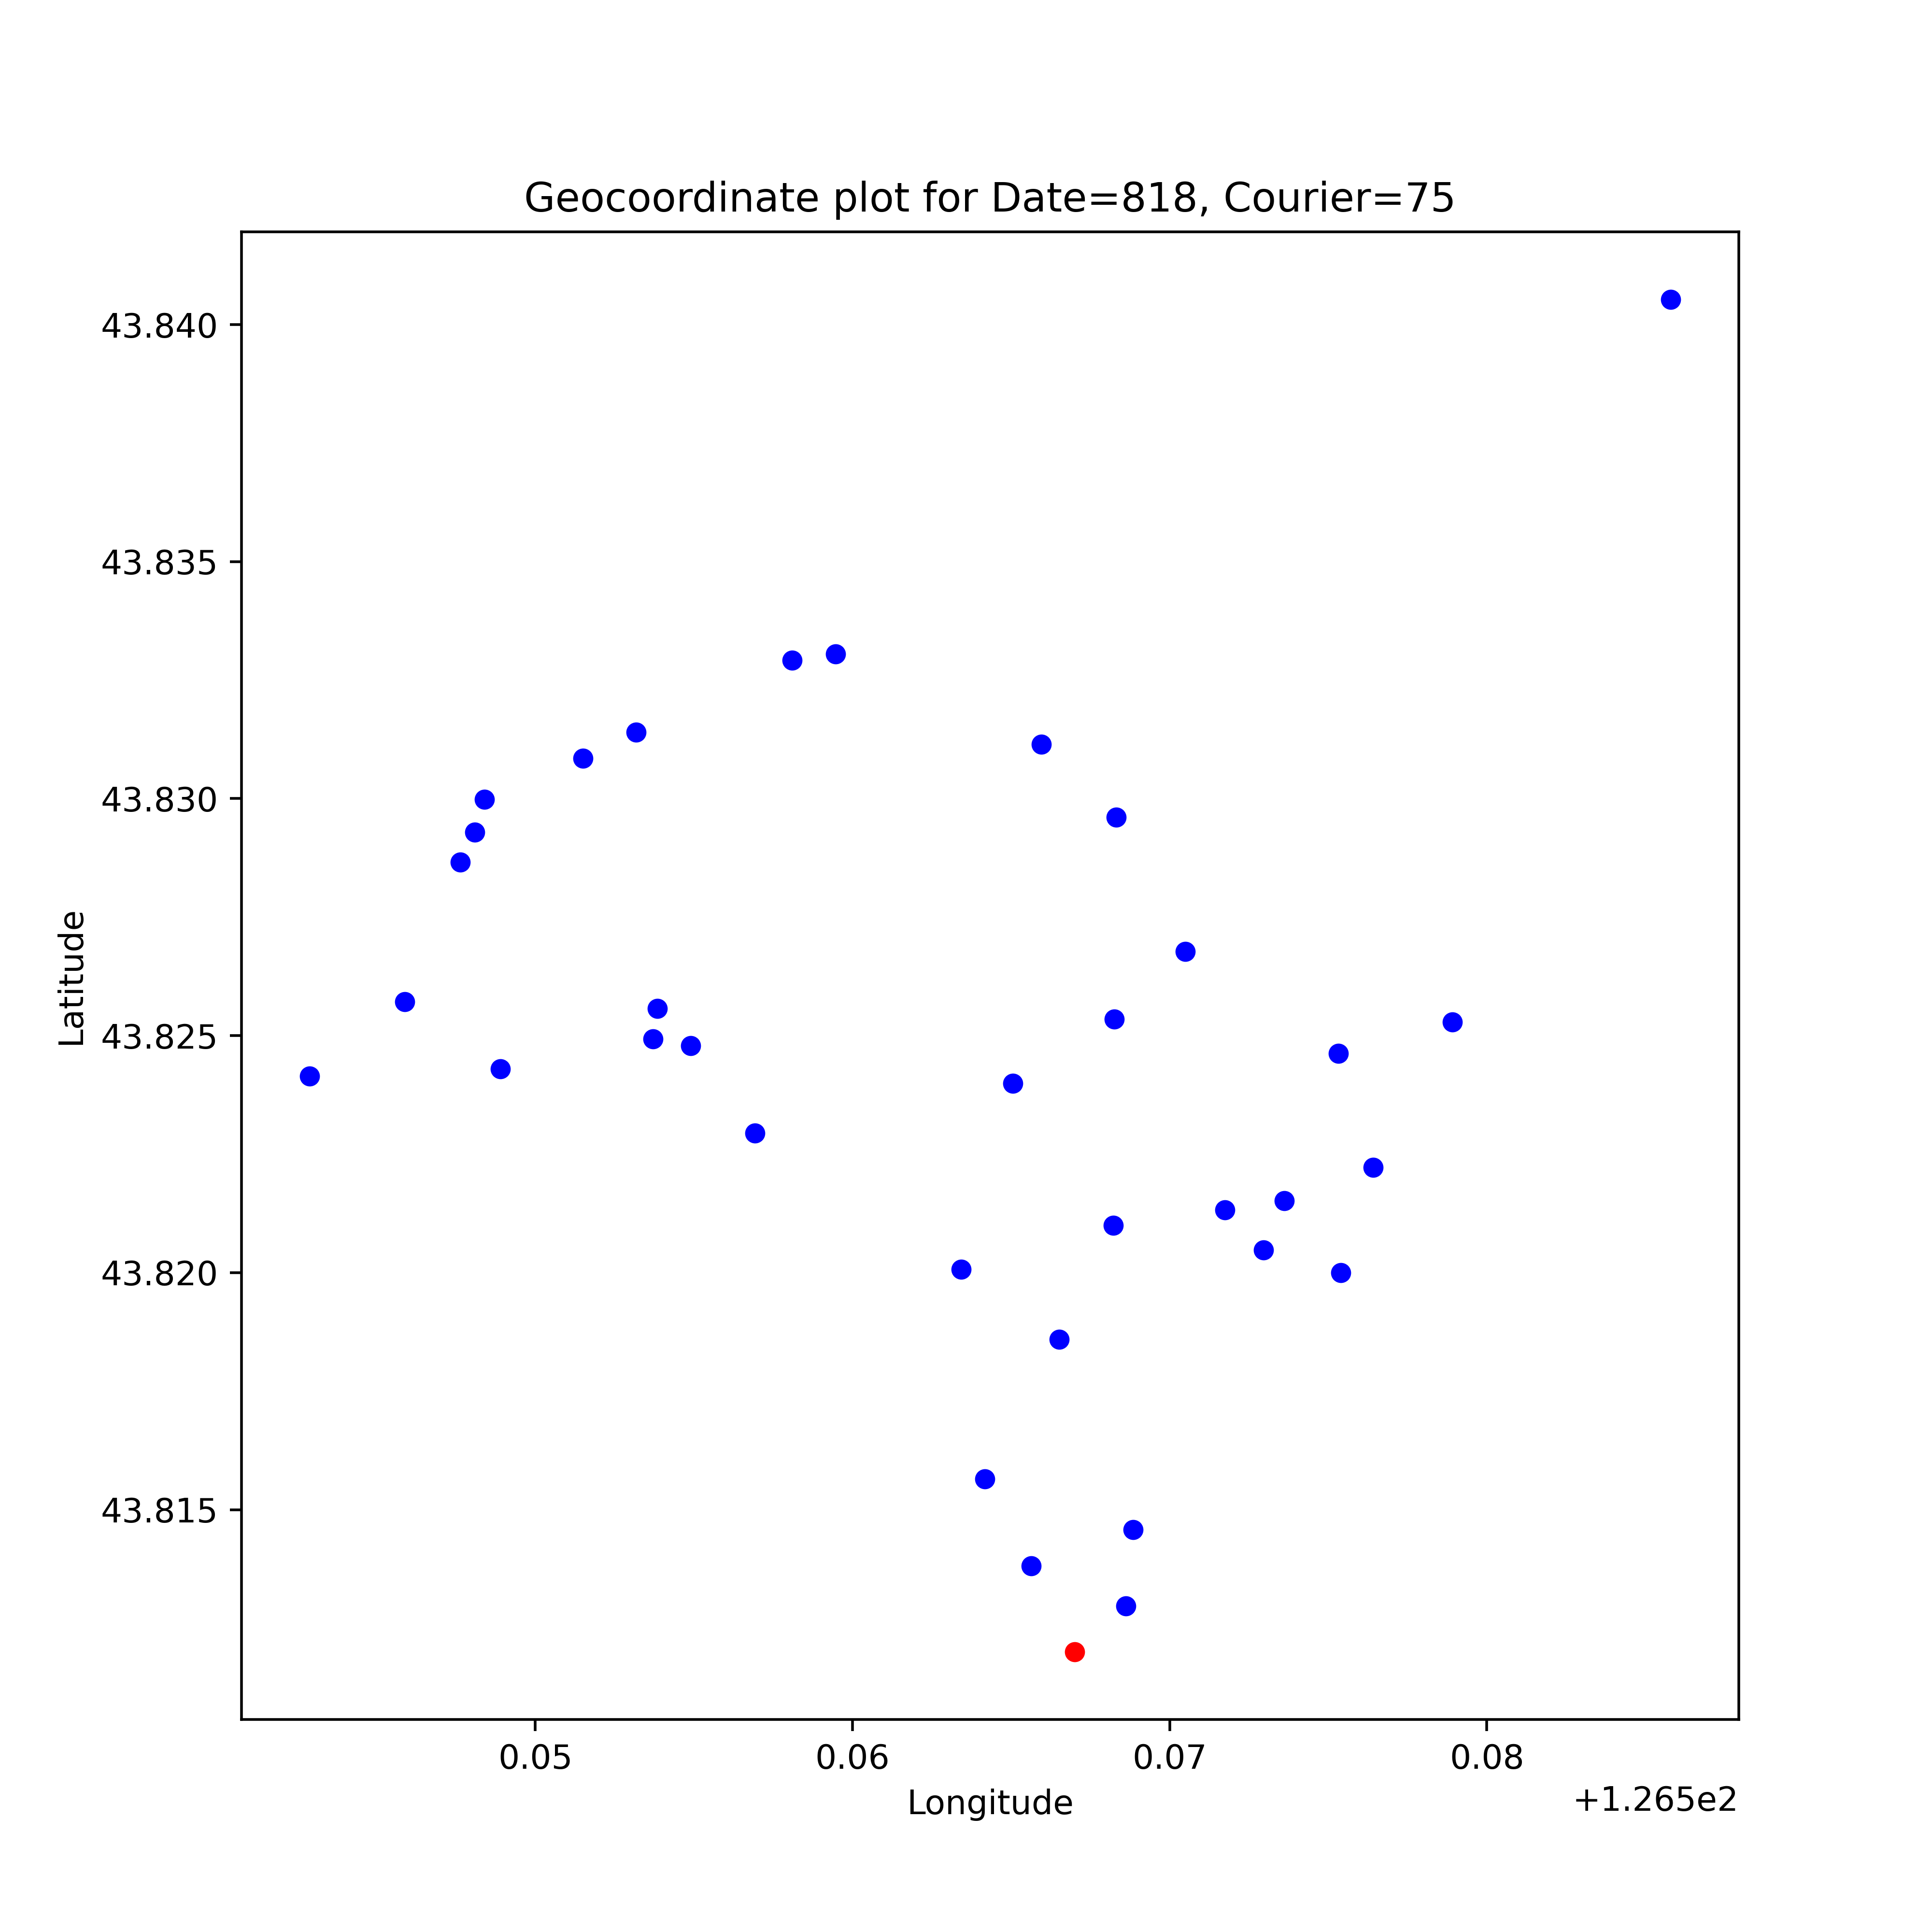 Geocoordinate plot for Date=818, Courier=75
43.840
43.835
43.830
43.825
43.820
43.815
Latitude
0.05 0.06 0.07 0.08
Longitude
+1.265e2